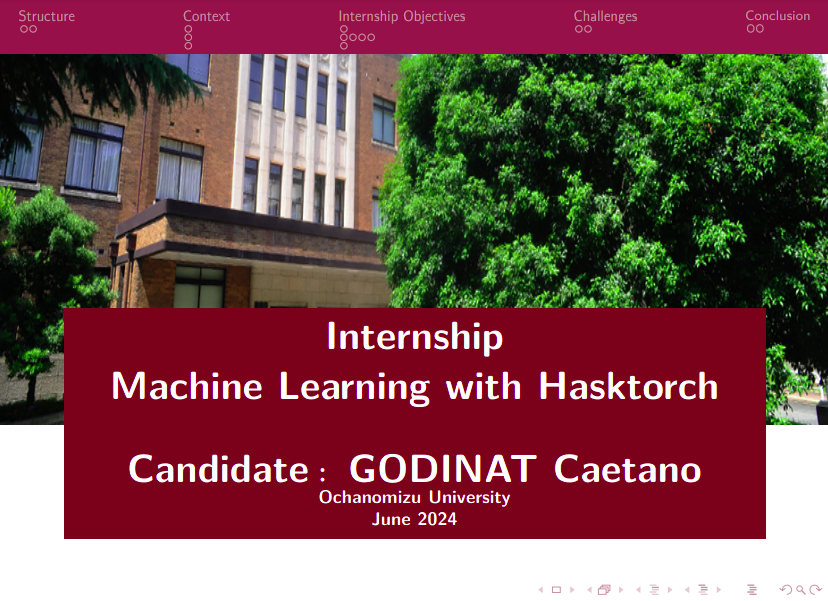 Structure
Context
Internship Objectives
Challenges
Conclusion
Internship
Machine Learning with Hasktorch
Candidate : GODINAT Caetano
Ochanomizu University
June 2024